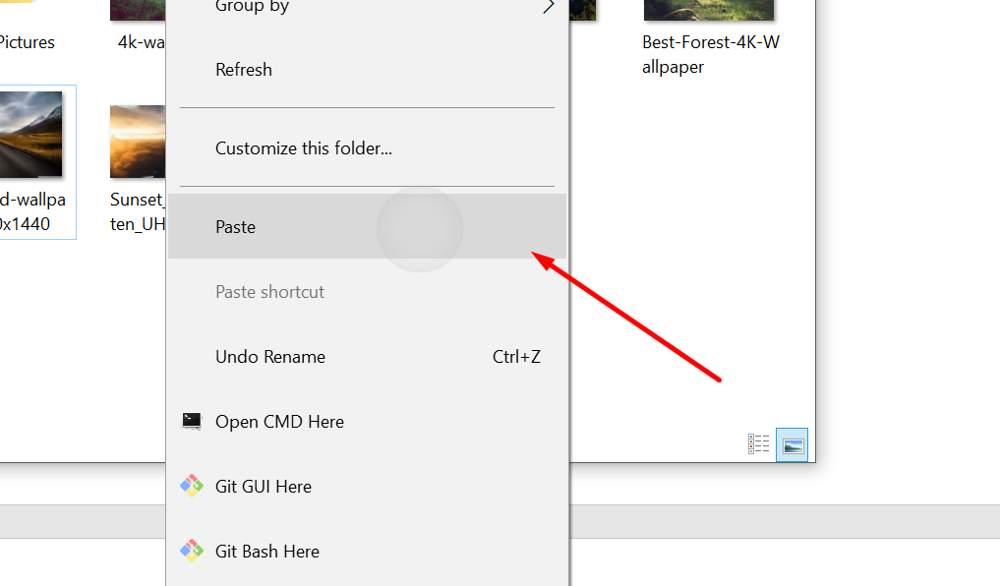 Group by
Pictures
4k-wa
Best-Forest-4K-W
allpaper
Refresh
Customize this folder...
d-wallpa
0x1440
Sunset_
ten_UH
Paste
Paste shortcut
Undo Rename Ctrl+Z
Open CMD Here
Git GUI Here
Git Bash Here